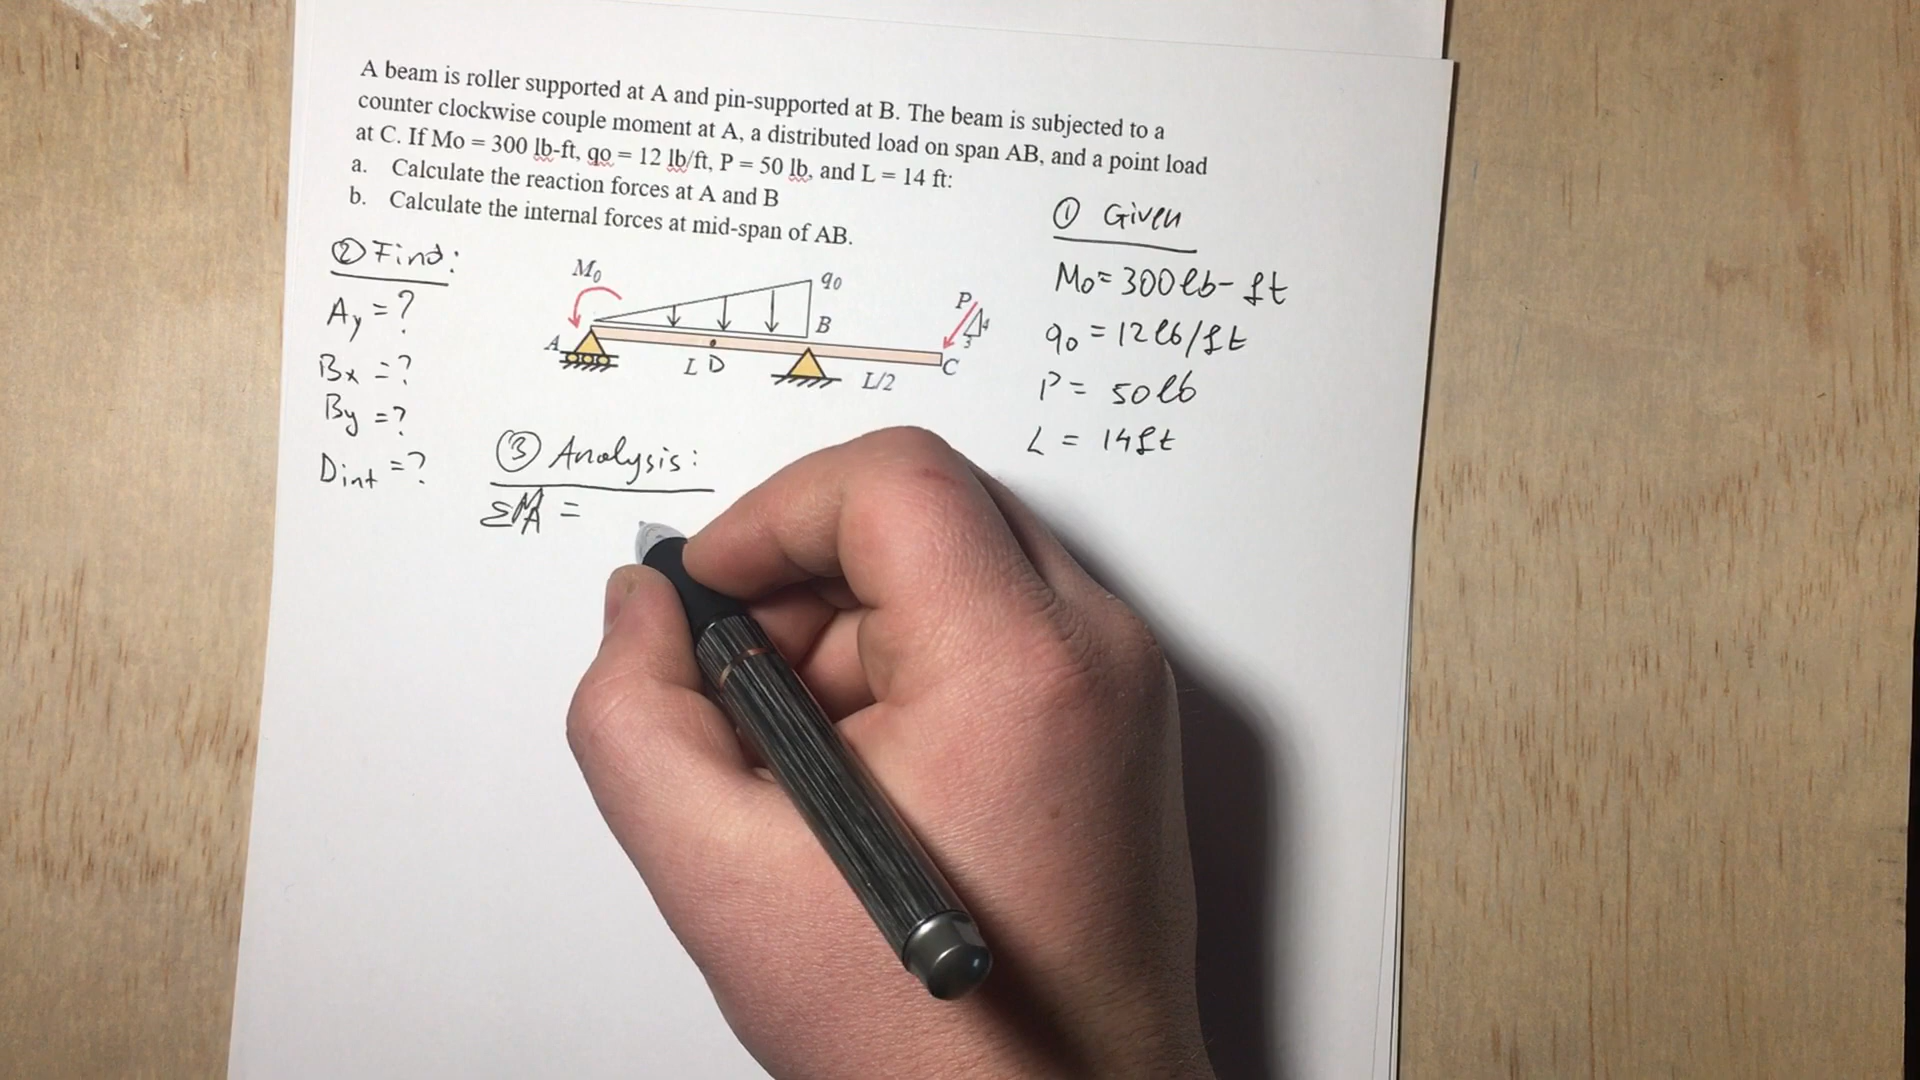 A beam is roller supported at A and pin-supported at B. The beam is subjected to a
counter clockwise couple moment at A, a distributed load on span AB, and a point load
at C. If Mo = 300 lb-ft, qo = 12 lb/ft, P = 50 lb, and L = 14 ft:
a. Calculate the reaction forces at A and B
b. Calculate the internal forces at mid-span of AB.
① Given
Mo = 300 lb-ft
qo = 12 lb/ft
P = 50 lb
L = 14 ft
② Find:
Ay = ?
Bx = ?
By = ?
Dint = ?
M0
q0
B
P
4
3
A
L D
L/2
C
③ Analysis:
ΣMA =